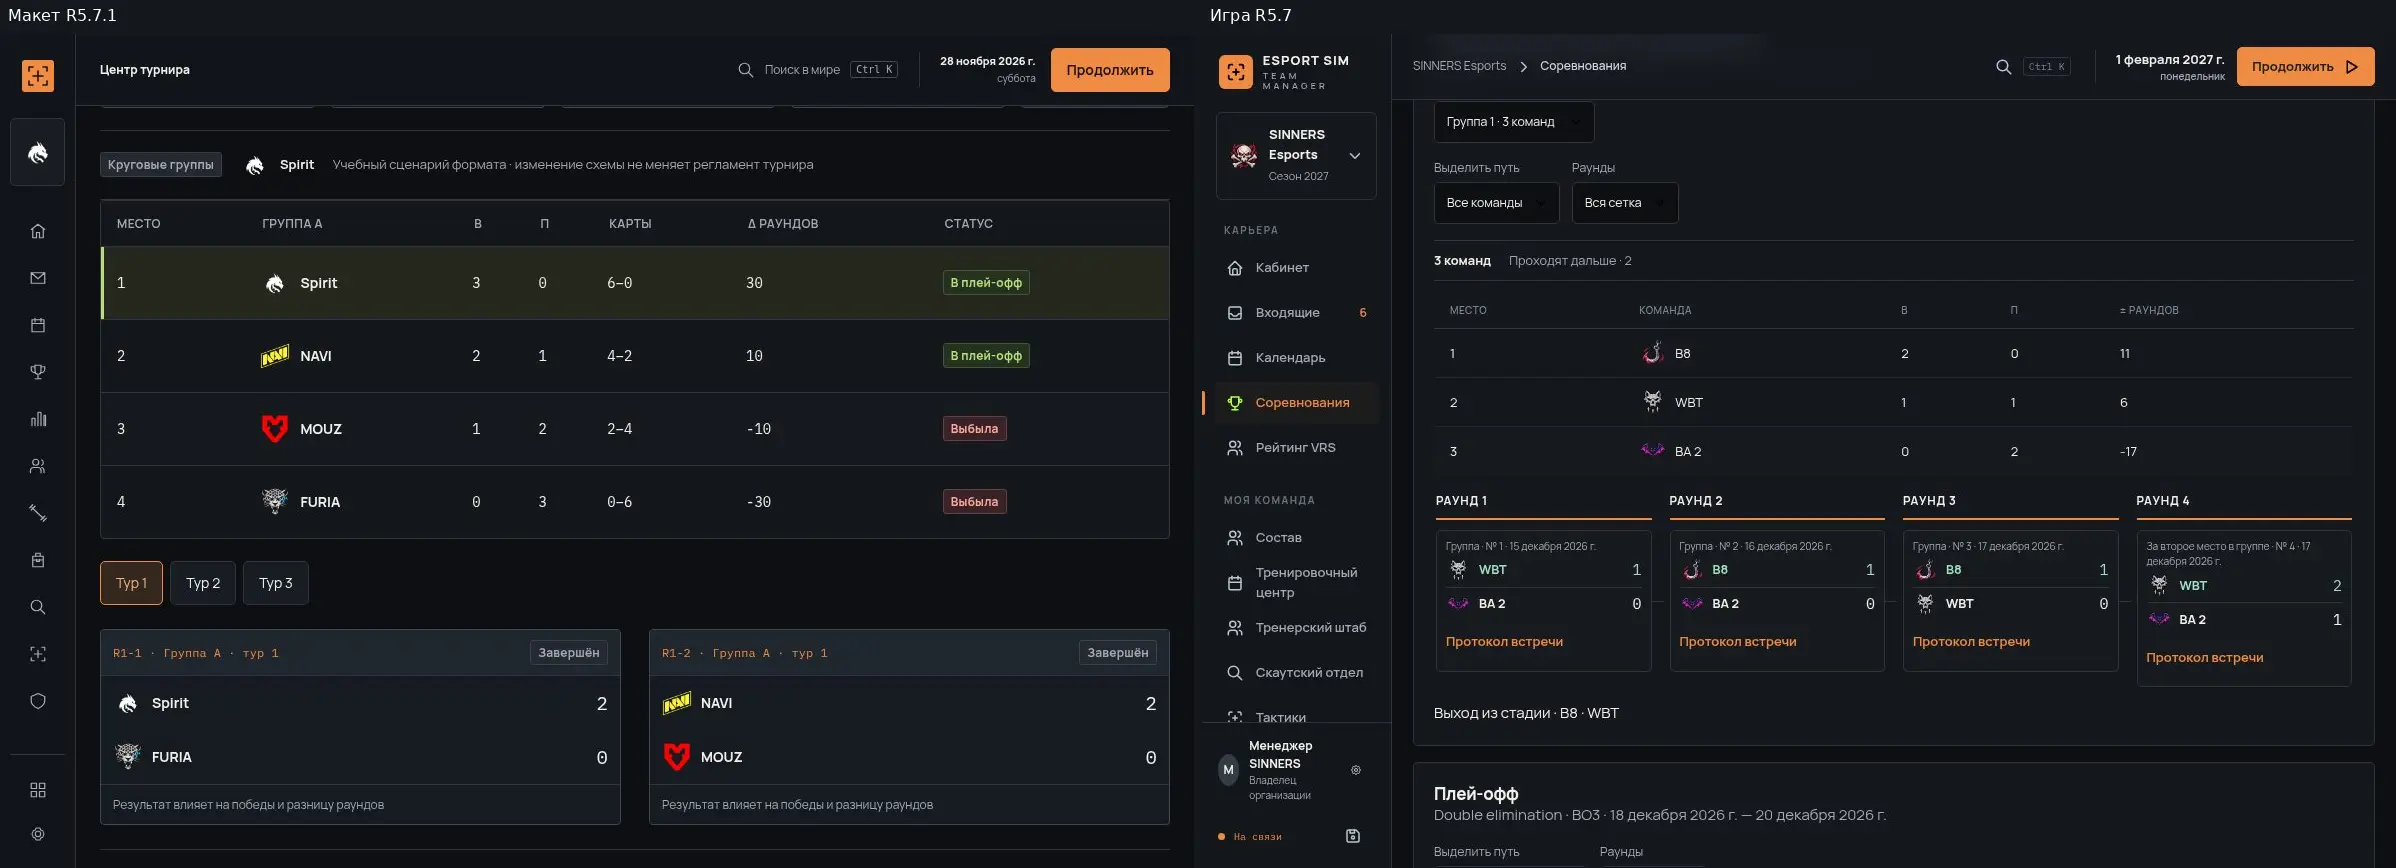 Макет R5.7.1
Центр турнира
Поиск в мире
Ctrl K
28 ноября 2026 г.
суббота
Продолжить
Круговые группы
Spirit
Учебный сценарий формата · изменение схемы не меняет регламент турнира
МЕСТО ГРУППА A В П КАРТЫ Δ РАУНДОВ СТАТУС
1 Spirit 3 0 6–0 30 В плей-офф
2 NAVI 2 1 4–2 10 В плей-офф
3 MOUZ 1 2 2–4 -10 Выбыла
4 FURIA 0 3 0–6 -30 Выбыла
Тур 1 Тур 2 Тур 3
R1-1 · Группа A · тур 1 Завершён
Spirit 2
FURIA 0
Результат влияет на победы и разницу раундов
R1-2 · Группа A · тур 1 Завершён
NAVI 2
MOUZ 0
Результат влияет на победы и разницу раундов
Игра R5.7
ESPORT SIM
TEAM
MANAGER
SINNERS
Esports
Сезон 2027
КАРЬЕРА
Кабинет
Входящие 6
Календарь
Соревнования
Рейтинг VRS
МОЯ КОМАНДА
Состав
Тренировочный
центр
Тренерский штаб
Скаутский отдел
Тактики
M
Менеджер
SINNERS
Владелец
организации
На связи
SINNERS Esports
Соревнования
Ctrl K
1 февраля 2027 г.
понедельник
Продолжить
Группа 1 · 3 команд
Выделить путь Раунды
Все команды Вся сетка
3 команд Проходят дальше · 2
МЕСТО КОМАНДА В П ± РАУНДОВ
1 B8 2 0 11
2 WBT 1 1 6
3 BA 2 0 2 -17
РАУНД 1
Группа · № 1 · 15 декабря 2026 г.
WBT 1
BA 2 0
Протокол встречи
РАУНД 2
Группа · № 2 · 16 декабря 2026 г.
B8 1
BA 2 0
Протокол встречи
РАУНД 3
Группа · № 3 · 17 декабря 2026 г.
B8 1
WBT 0
Протокол встречи
РАУНД 4
За второе место в группе · № 4 · 17
декабря 2026 г.
WBT 2
BA 2 1
Протокол встречи
Выход из стадии · B8 · WBT
Плей-офф
Double elimination · BO3 · 18 декабря 2026 г. — 20 декабря 2026 г.
Выделить путь Раунды